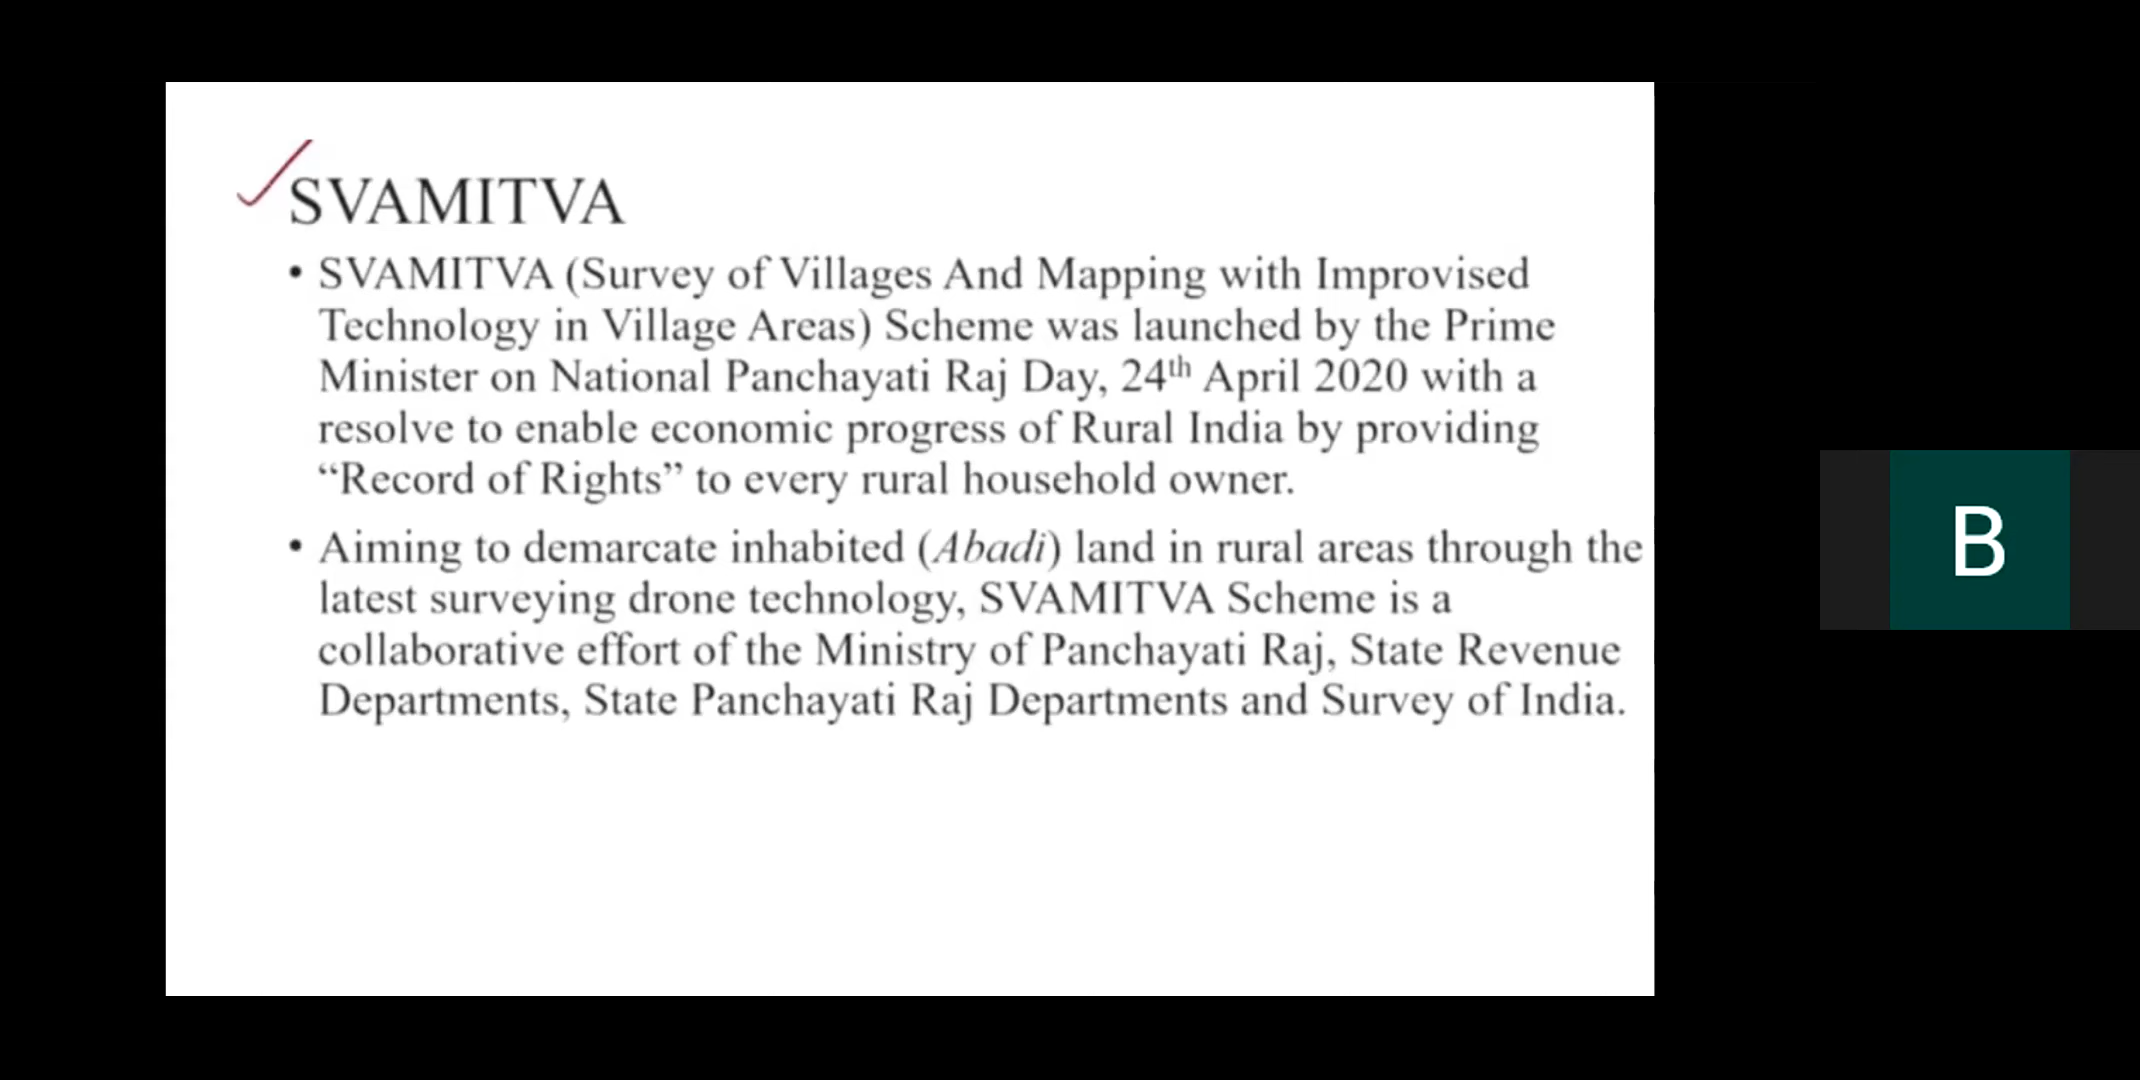 SVAMITVA
• SVAMITVA (Survey of Villages And Mapping with Improvised
Technology in Village Areas) Scheme was launched by the Prime
Minister on National Panchayati Raj Day, 24th April 2020 with a
resolve to enable economic progress of Rural India by providing
“Record of Rights” to every rural household owner.
• Aiming to demarcate inhabited (Abadi) land in rural areas through the
latest surveying drone technology, SVAMITVA Scheme is a
collaborative effort of the Ministry of Panchayati Raj, State Revenue
Departments, State Panchayati Raj Departments and Survey of India.
B